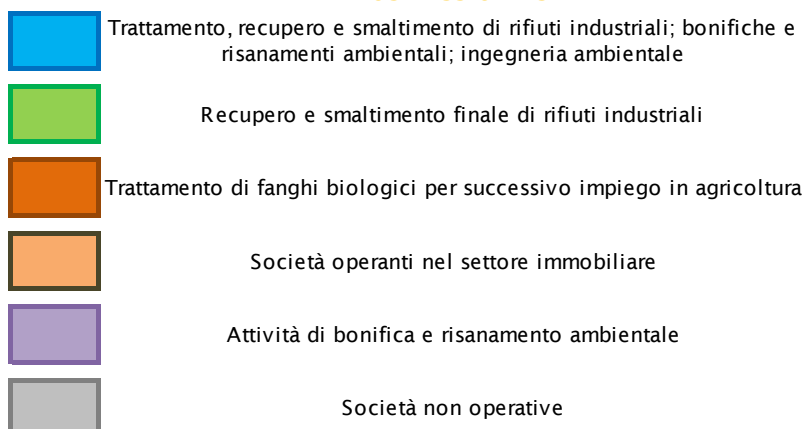 Trattamento, recupero e smaltimento di rifiuti industriali; bonifiche e
risanamenti ambientali; ingegneria ambientale
Recupero e smaltimento finale di rifiuti industriali
Trattamento di fanghi biologici per successivo impiego in agricoltura
Società operanti nel settore immobiliare
Attività di bonifica e risanamento ambientale
Società non operative